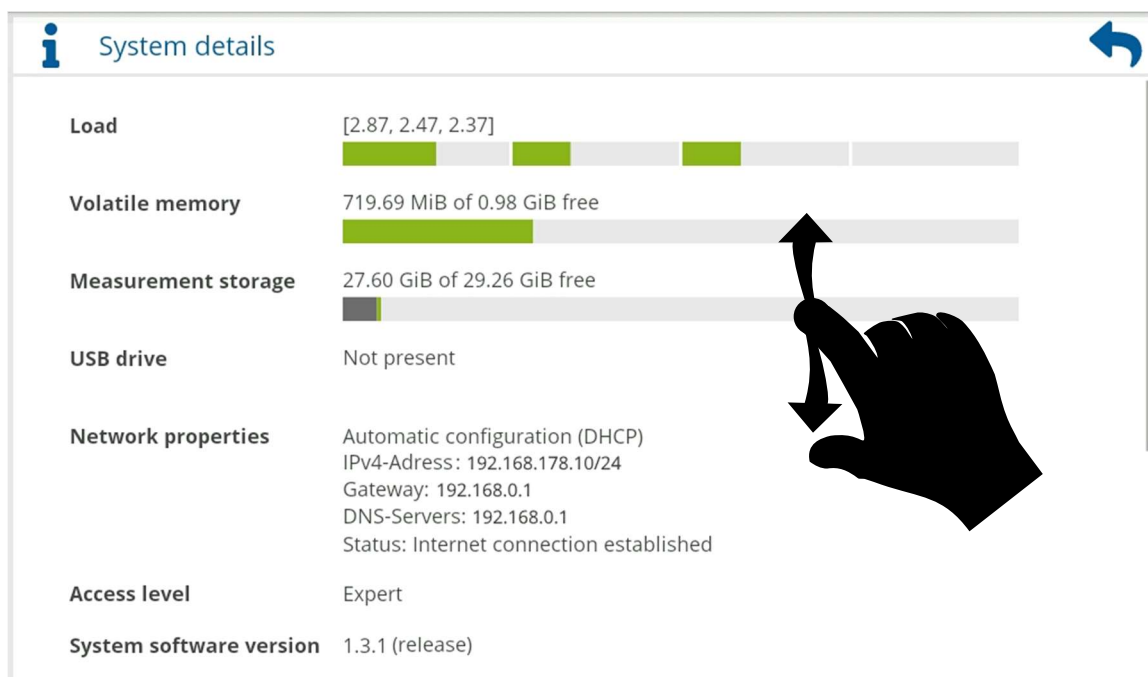 System details
Load [2.87, 2.47, 2.37]
Volatile memory 719.69 MiB of 0.98 GiB free
Measurement storage 27.60 GiB of 29.26 GiB free
USB drive Not present
Network properties Automatic configuration (DHCP)
IPv4-Adress: 192.168.178.10/24
Gateway: 192.168.0.1
DNS-Servers: 192.168.0.1
Status: Internet connection established
Access level Expert
System software version 1.3.1 (release)